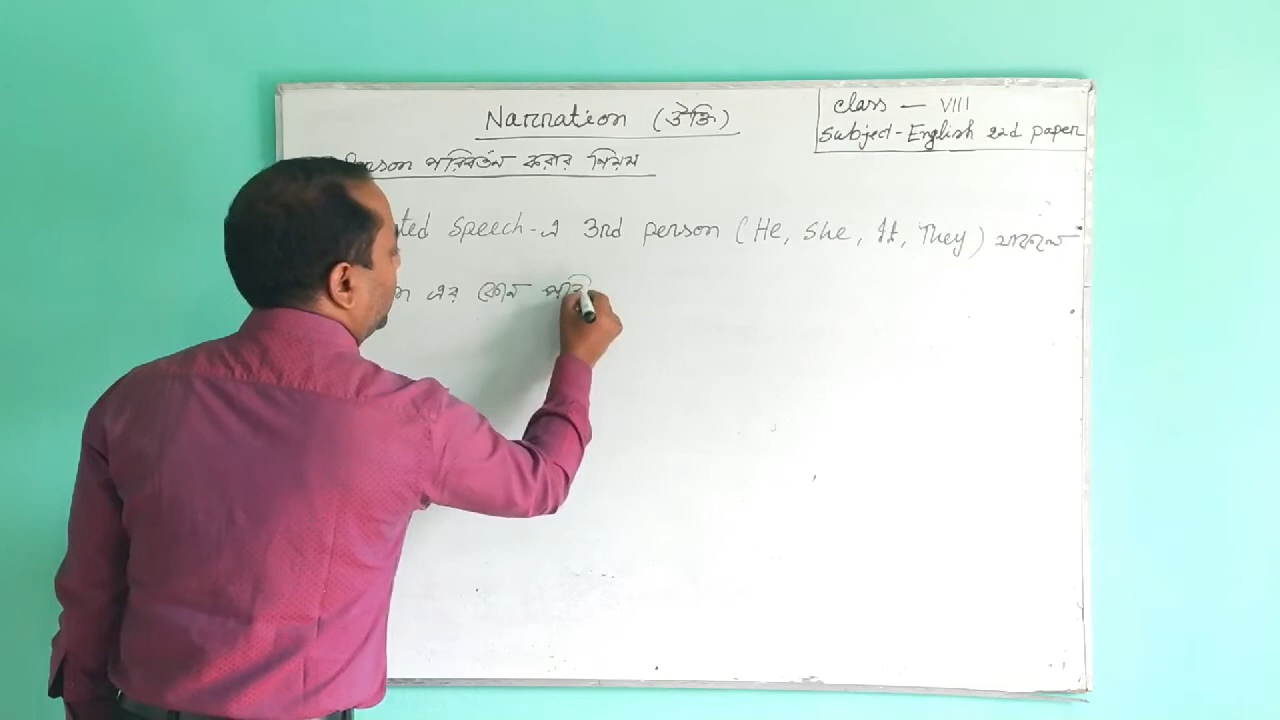 Narration (উক্তি)
Class — VIII
Subject-English 2nd paper
Person পরিবর্তন করার নিয়ম
ted speech-এ 3rd person (He, She, It, They) থাকলে
এর কোন পরি